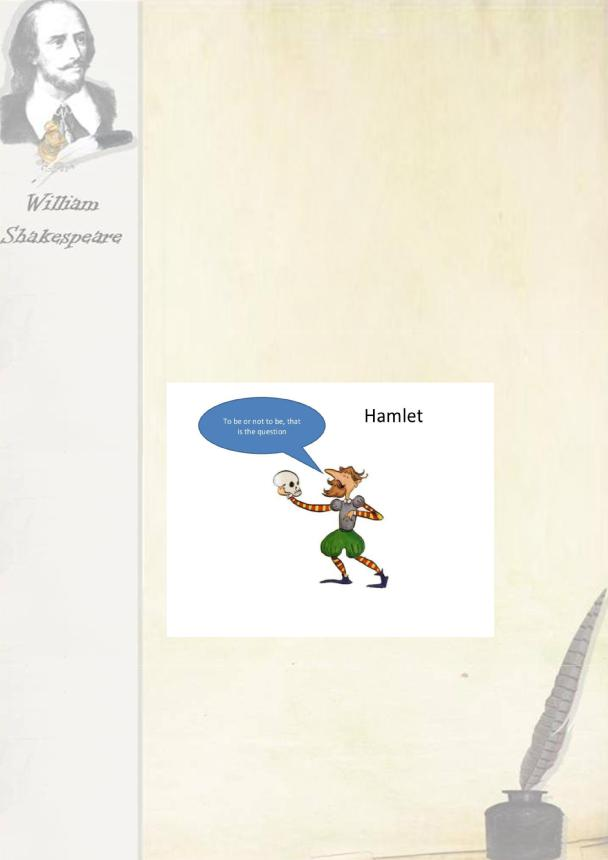 William
Shakespeare
Hamlet
To be or not to be, that
is the question